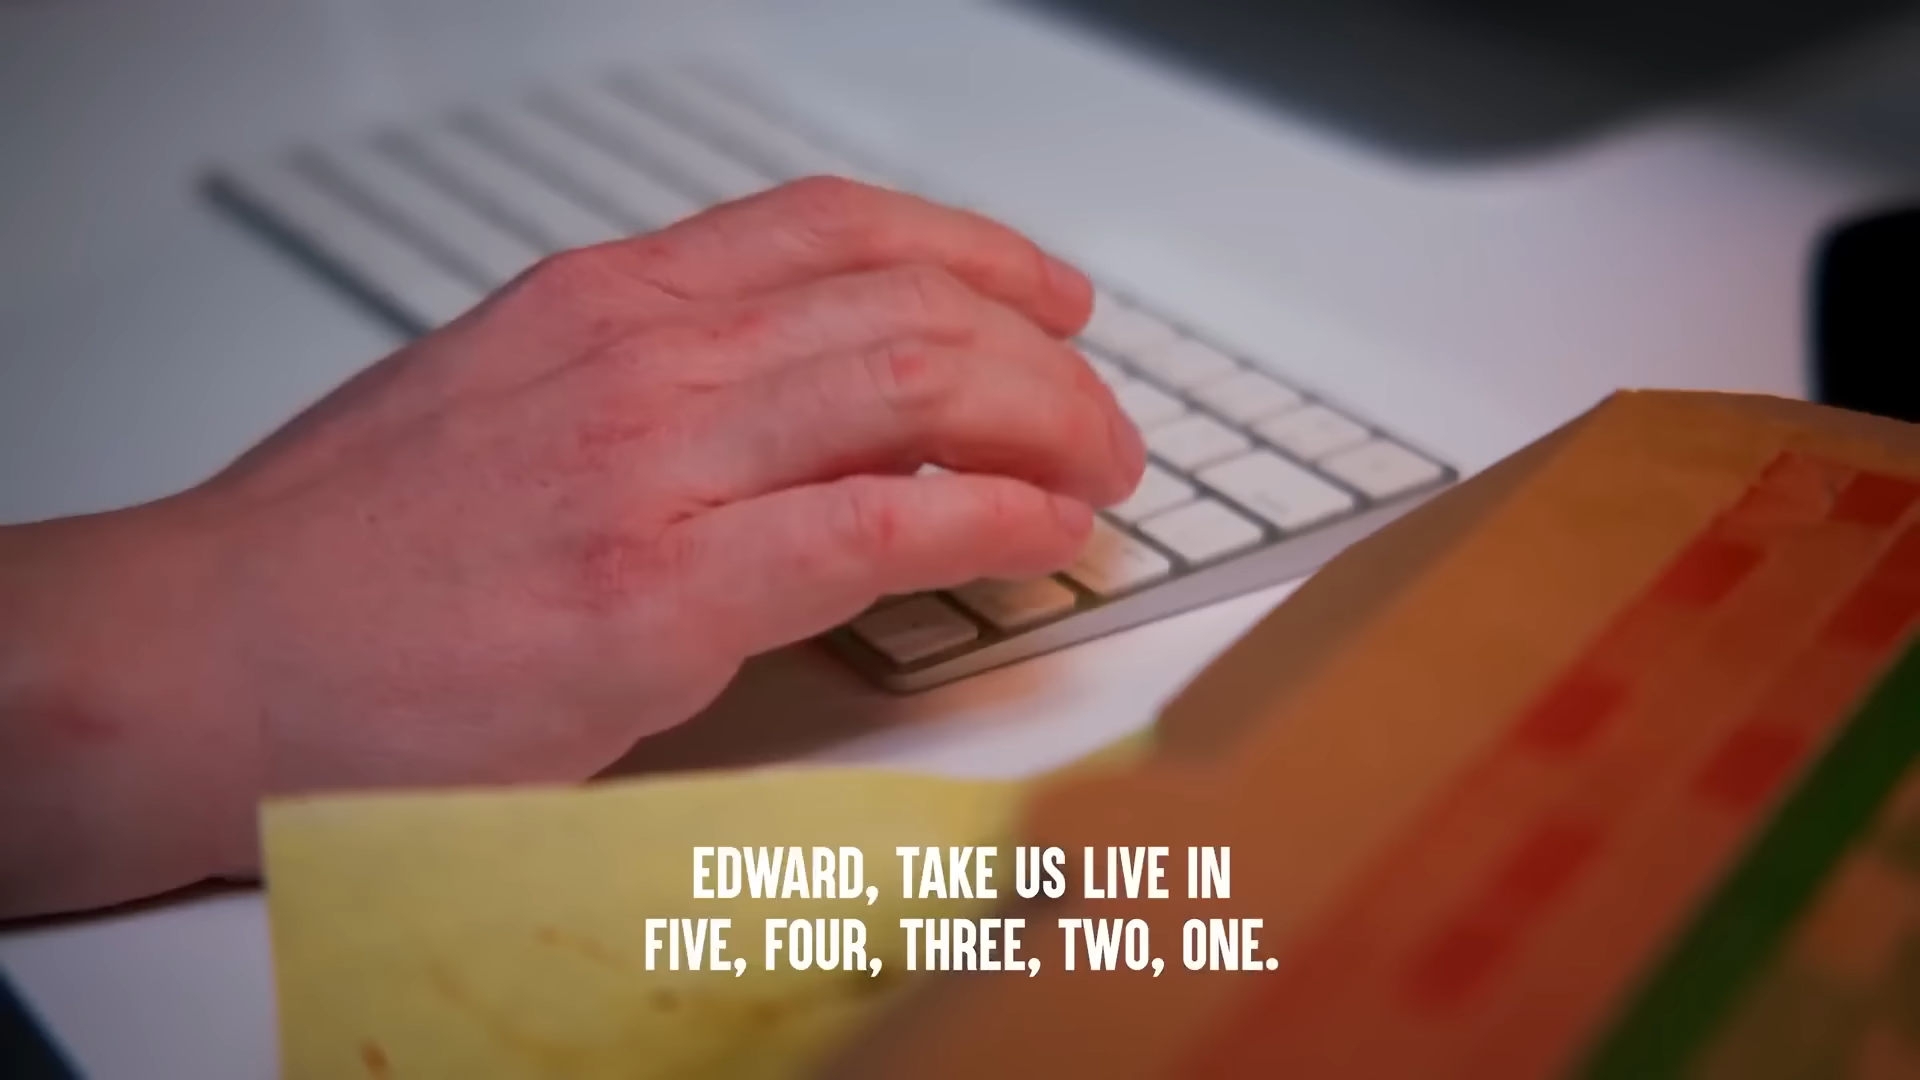 EDWARD, TAKE US LIVE IN
FIVE, FOUR, THREE, TWO, ONE.